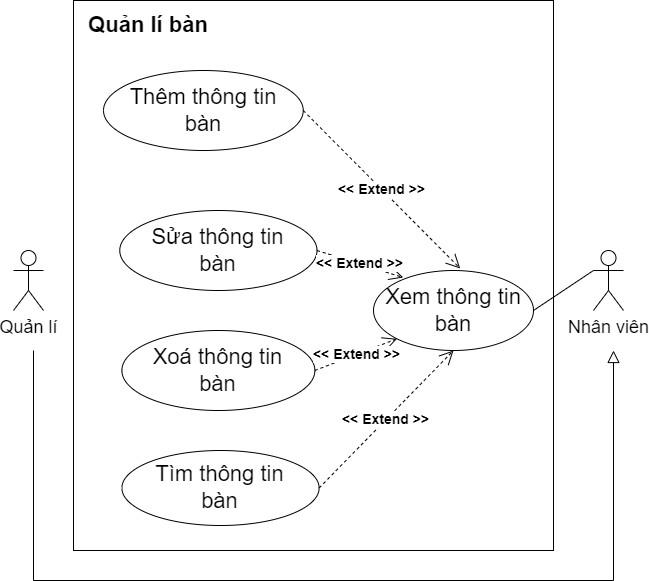 Quản lí bàn
Thêm thông tin
bàn
<< Extend >>
Sửa thông tin
bàn
<< Extend >>
Xem thông tin
bàn
Quản lí
Nhân viên
Xoá thông tin
bàn
<< Extend >>
<< Extend >>
Tìm thông tin
bàn